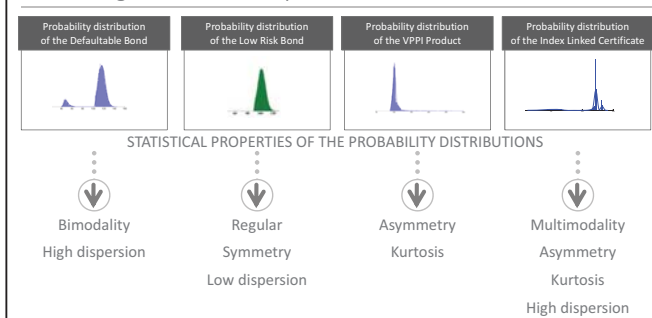 Probability distribution
of the Defaultable Bond
Probability distribution
of the Low Risk Bond
Probability distribution
of the VPPI Product
Probability distribution
of the Index Linked Certificate
STATISTICAL PROPERTIES OF THE PROBABILITY DISTRIBUTIONS
Bimodality
High dispersion
Regular
Symmetry
Low dispersion
Asymmetry
Kurtosis
Multimodality
Asymmetry
Kurtosis
High dispersion